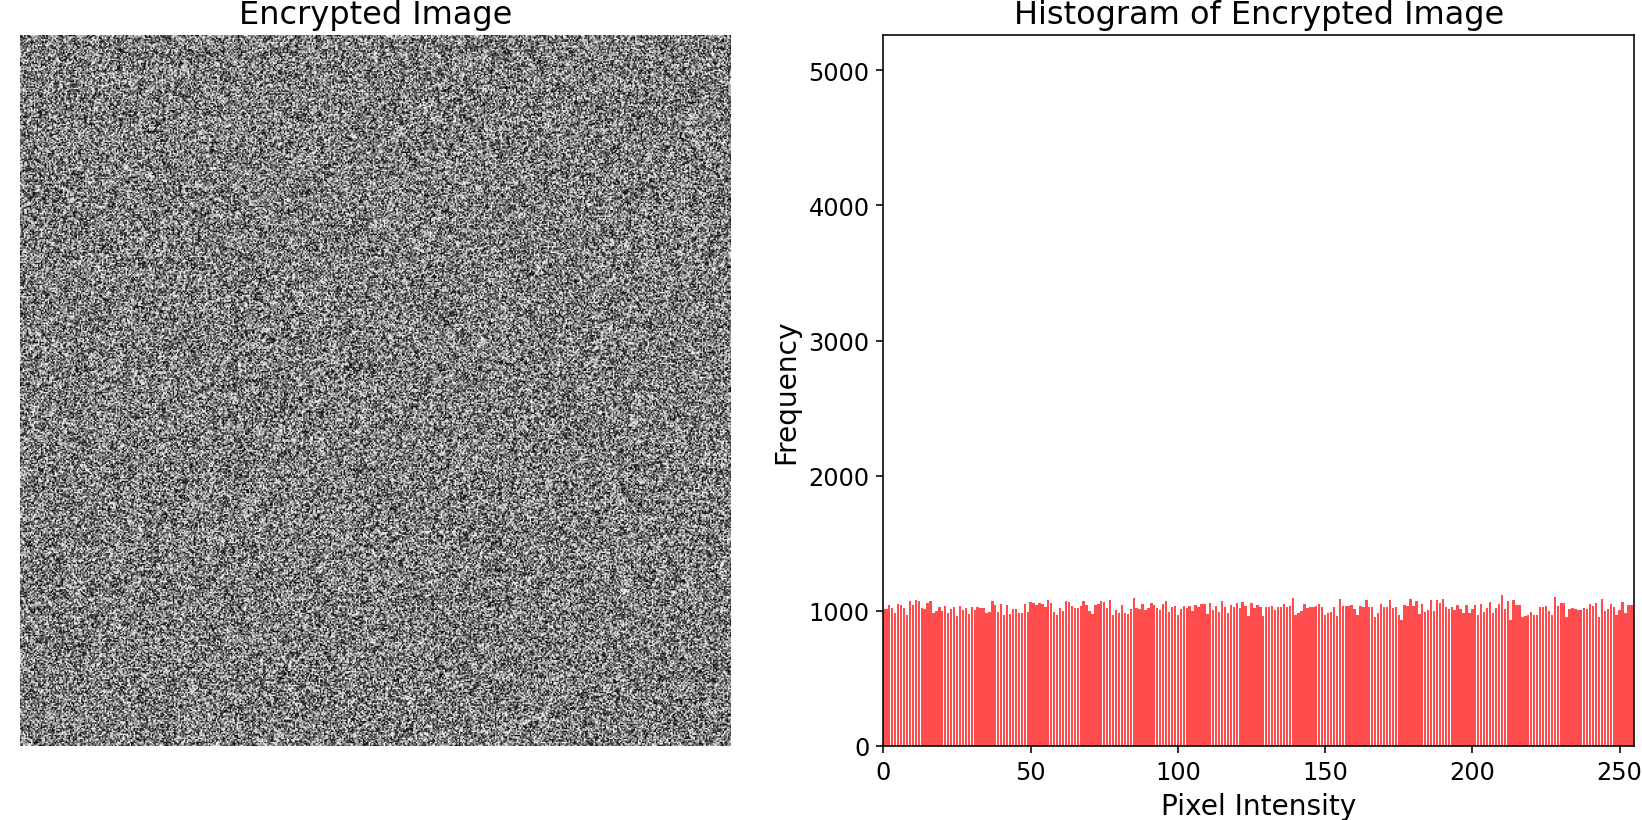 Encrypted Image
Histogram of Encrypted Image
5000
4000
3000
2000
1000
0
Frequency
0 50 100 150 200 250
Pixel Intensity